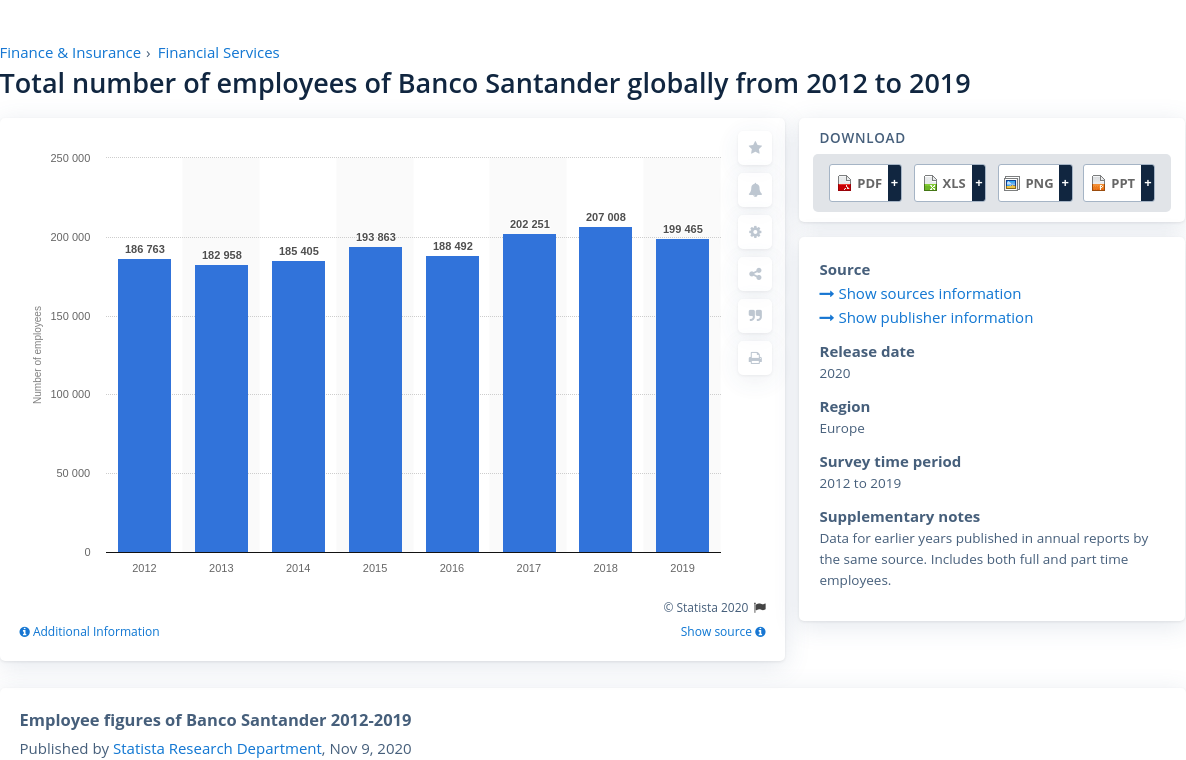 Finance & Insurance › Financial Services
Total number of employees of Banco Santander globally from 2012 to 2019
250 000
200 000
150 000
100 000
50 000
0
Number of employees
186 763
182 958
185 405
193 863
188 492
202 251
207 008
199 465
2012
2013
2014
2015
2016
2017
2018
2019
© Statista 2020
Additional Information
Show source
DOWNLOAD
PDF +
XLS +
PNG +
PPT +
Source
Show sources information
Show publisher information
Release date
2020
Region
Europe
Survey time period
2012 to 2019
Supplementary notes
Data for earlier years published in annual reports by
the same source. Includes both full and part time
employees.
Employee figures of Banco Santander 2012-2019
Published by Statista Research Department, Nov 9, 2020